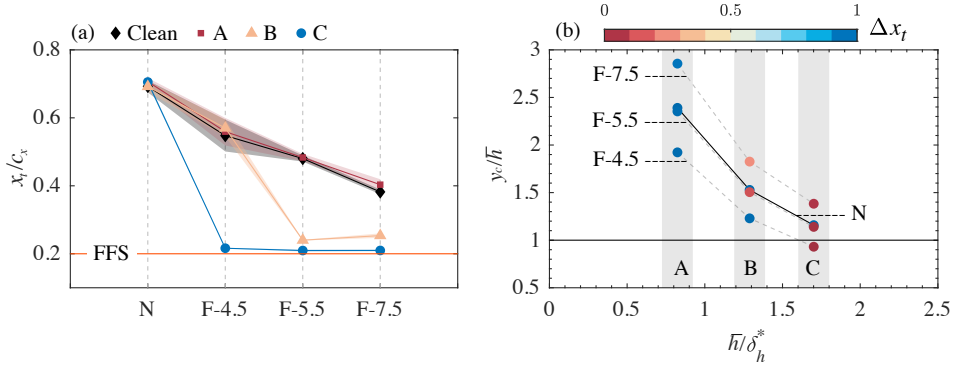 (a) Clean A B C
0.8
0.6
0.4
0.2
x_t/c_x
FFS
N F-4.5 F-5.5 F-7.5
0 0.5 1
Δx_t
(b)
3
2.5
2
1.5
1
0.5
y_c/h̅
F-7.5
F-5.5
F-4.5
N
A B C
0 0.5 1 1.5 2 2.5
h̅/δ*_h